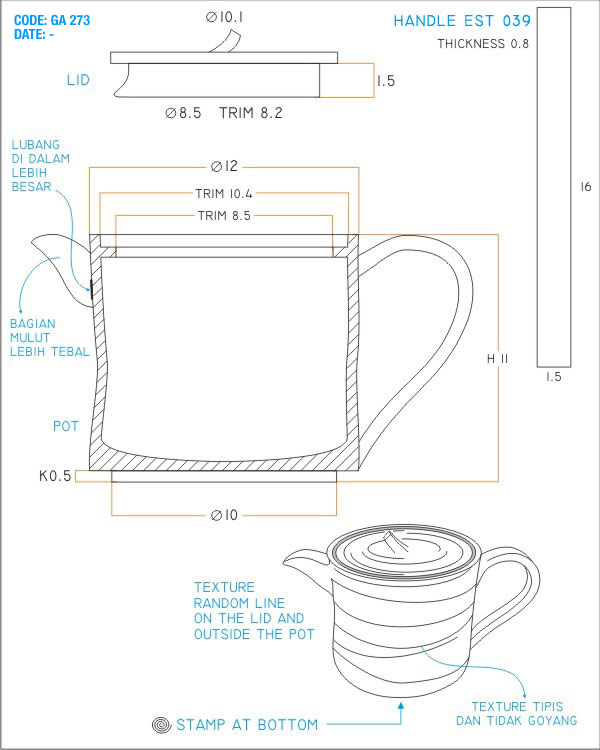 CODE: GA 273
DATE: -
Ø10.1
HANDLE EST 039
THICKNESS 0.8
LID
1.5
Ø8.5 TRIM 8.2
LUBANG
DI DALAM
LEBIH
BESAR
Ø12
TRIM 10.4
TRIM 8.5
16
BAGIAN
MULUT
LEBIH TEBAL
H 11
1.5
POT
K0.5
Ø10
TEXTURE
RANDOM LINE
ON THE LID AND
OUTSIDE THE POT
TEXTURE TIPIS
DAN TIDAK GOYANG
STAMP AT BOTTOM